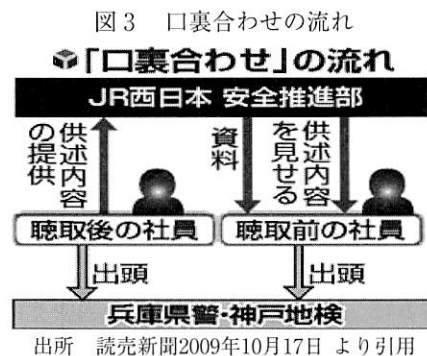 図3 口裏合わせの流れ
「口裏合わせ」の流れ
JR西日本 安全推進部
供述内容
の提供
資料
供述内容
を見せる
聴取後の社員
聴取前の社員
出頭
出頭
兵庫県警・神戸地検
出所 読売新聞2009年10月17日 より引用